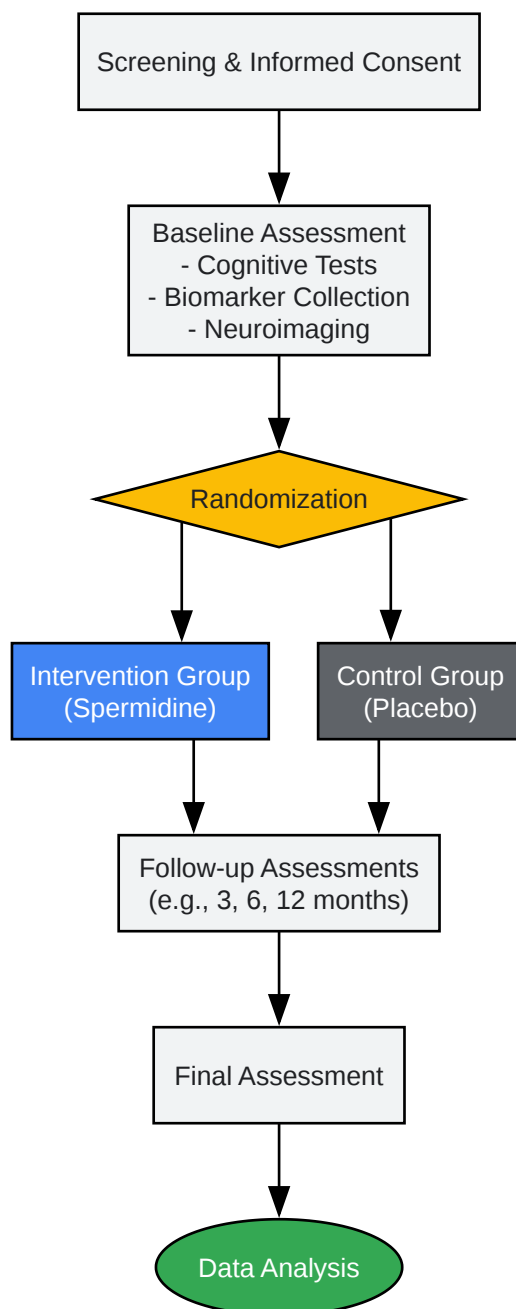 Screening & Informed Consent
Baseline Assessment
- Cognitive Tests
- Biomarker Collection
- Neuroimaging
Randomization
Intervention Group
(Spermidine)
Control Group
(Placebo)
Follow-up Assessments
(e.g., 3, 6, 12 months)
Final Assessment
Data Analysis